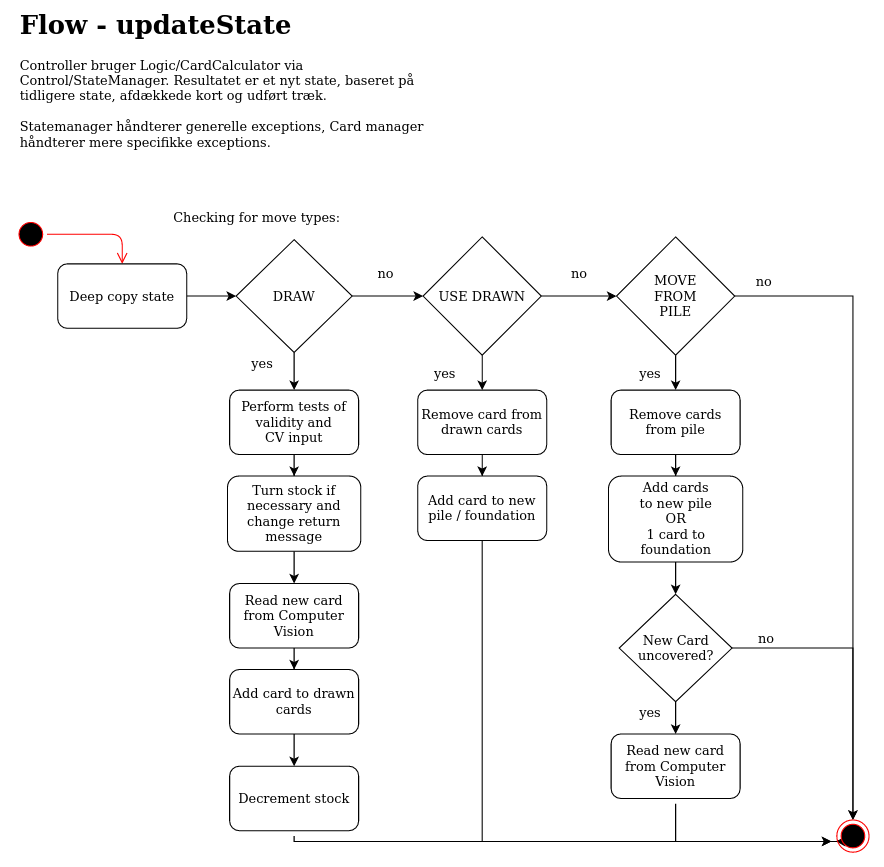 Flow - updateState
Controller bruger Logic/CardCalculator via
Control/StateManager. Resultatet er et nyt state, baseret på
tidligere state, afdækkede kort og udført træk.
Statemanager håndterer generelle exceptions, Card manager
håndterer mere specifikke exceptions.
Checking for move types:
Deep copy state
DRAW
no
USE DRAWN
no
MOVE
FROM
PILE
no
yes
Perform tests of
validity and
CV input
Turn stock if
necessary and
change return
message
Read new card
from Computer
Vision
Add card to drawn
cards
Decrement stock
yes
Remove card from
drawn cards
Add card to new
pile / foundation
yes
Remove cards
from pile
Add cards
to new pile
OR
1 card to
foundation
New Card
uncovered?
no
yes
Read new card
from Computer
Vision